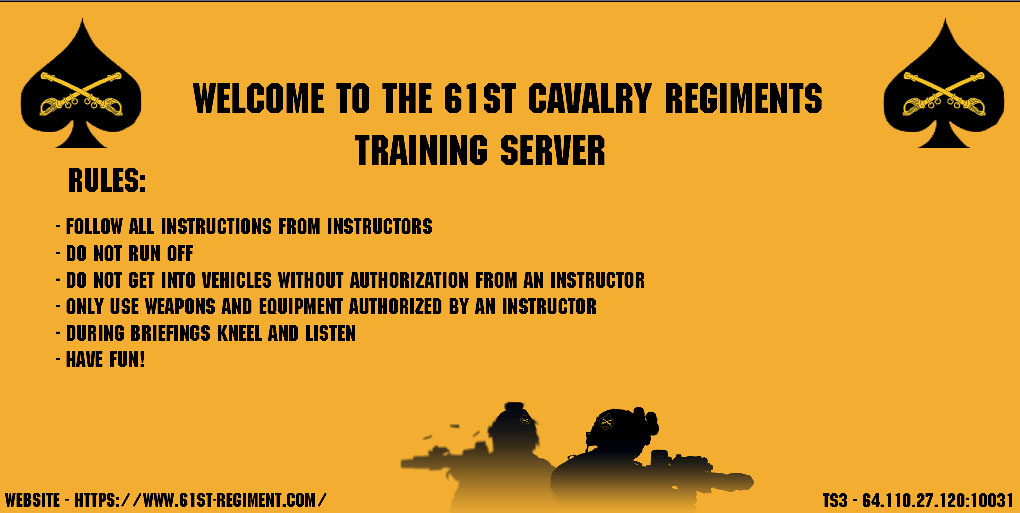 WELCOME TO THE 61ST CAVALRY REGIMENTS
TRAINING SERVER
RULES:
- FOLLOW ALL INSTRUCTIONS FROM INSTRUCTORS
- DO NOT RUN OFF
- DO NOT GET INTO VEHICLES WITHOUT AUTHORIZATION FROM AN INSTRUCTOR
- ONLY USE WEAPONS AND EQUIPMENT AUTHORIZED BY AN INSTRUCTOR
- DURING BRIEFINGS KNEEL AND LISTEN
- HAVE FUN!
WEBSITE - HTTPS://WWW.61ST-REGIMENT.COM/
TS3 - 64.110.27.120:10031